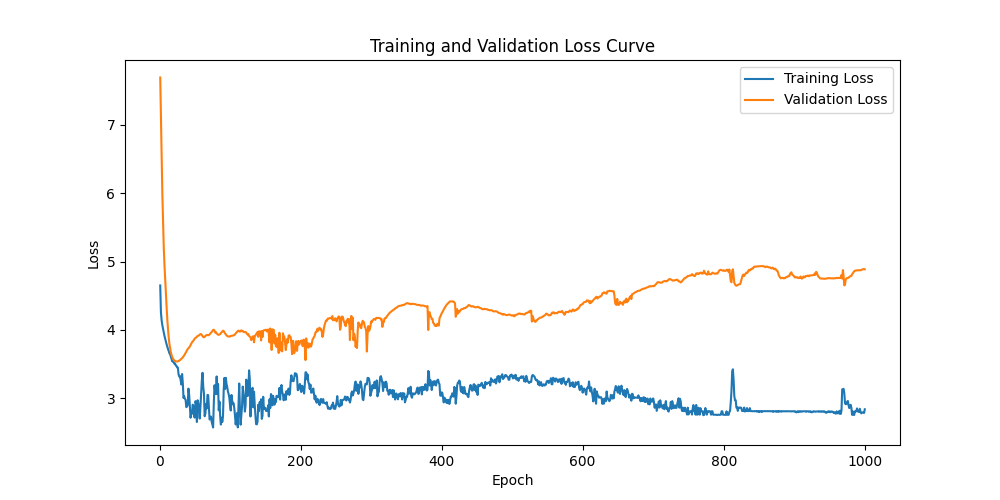 Training and Validation Loss Curve
Training Loss
Validation Loss
7
6
5
4
3
Loss
0 200 400 600 800 1000
Epoch